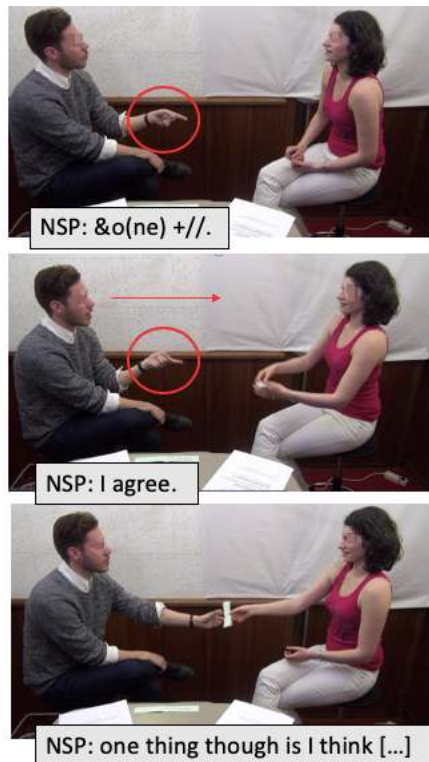 NSP: &o(ne) +//.
NSP: I agree.
NSP: one thing though is I think [...]